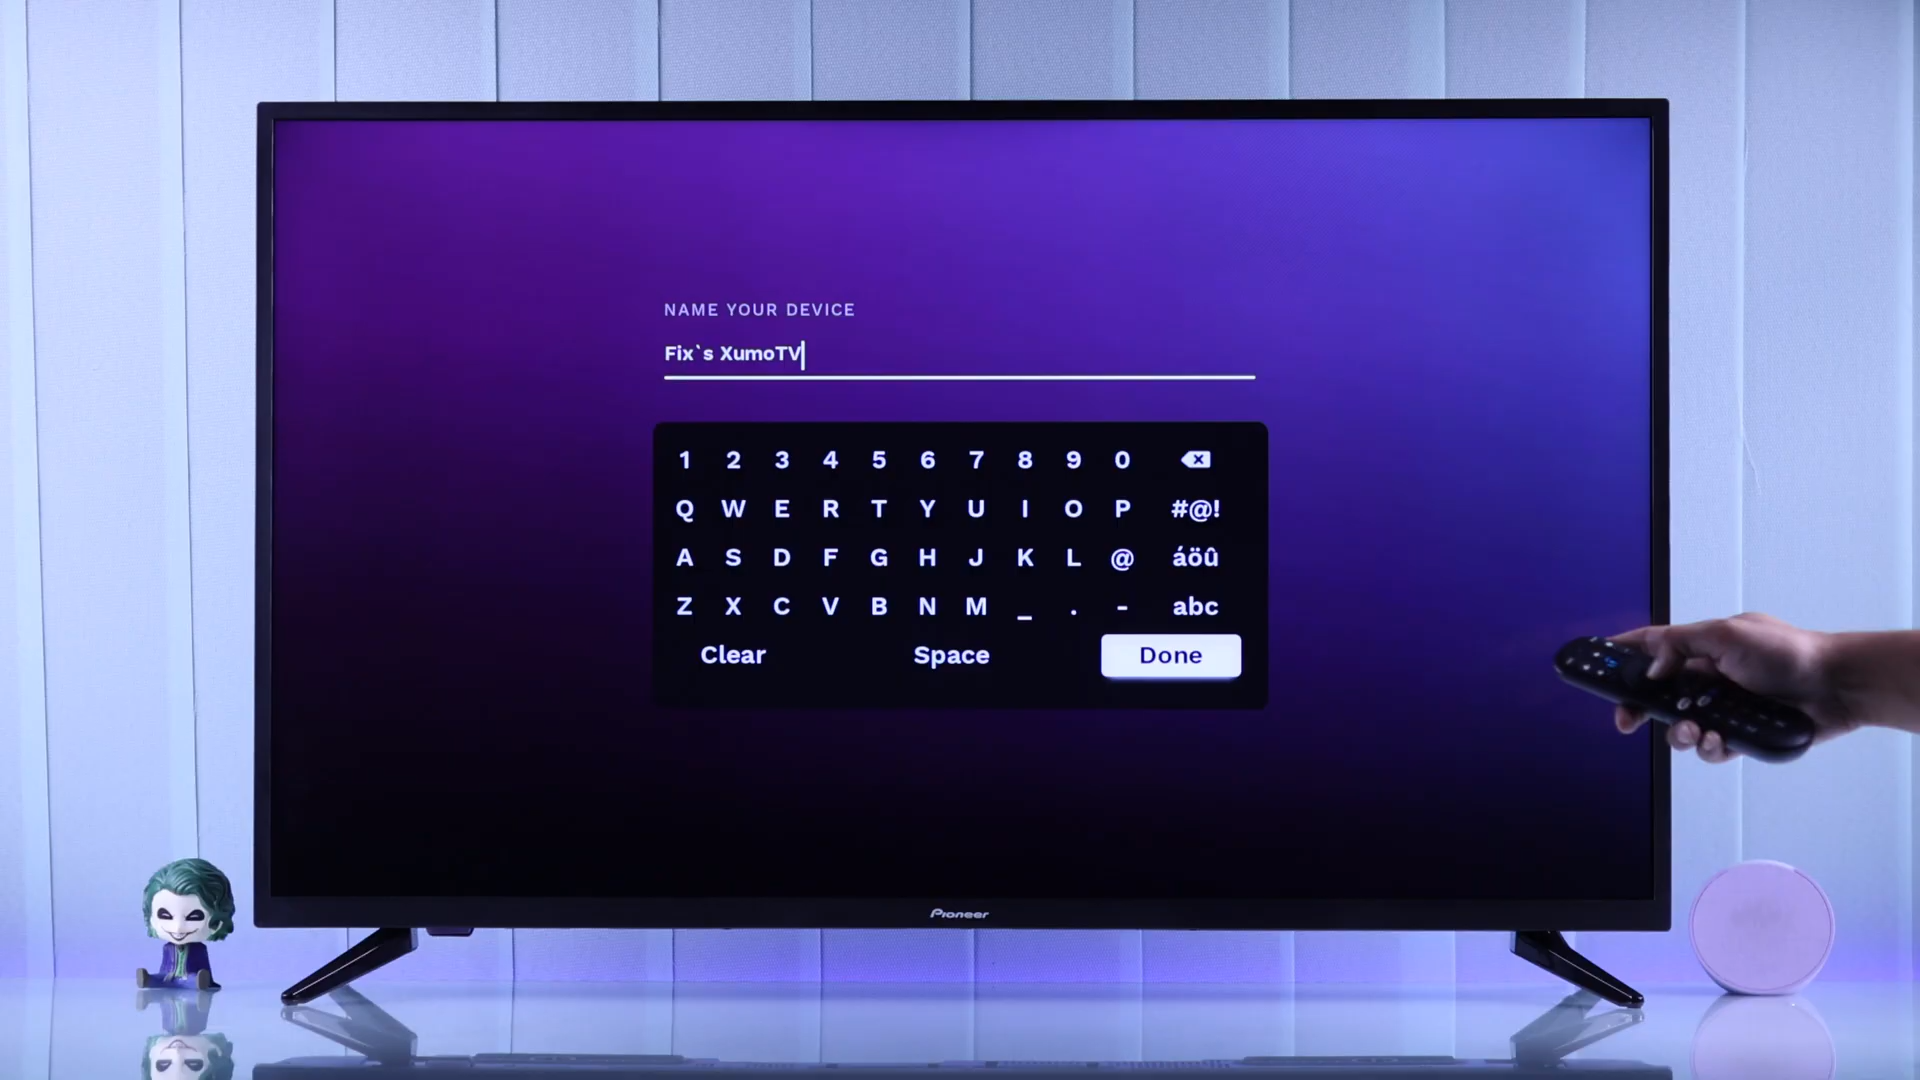 NAME YOUR DEVICE
Fix`s XumoTV
1 2 3 4 5 6 7 8 9 0
Q W E R T Y U I O P #@!
A S D F G H J K L @ áöû
Z X C V B N M _ . - abc
Clear Space Done
Pioneer